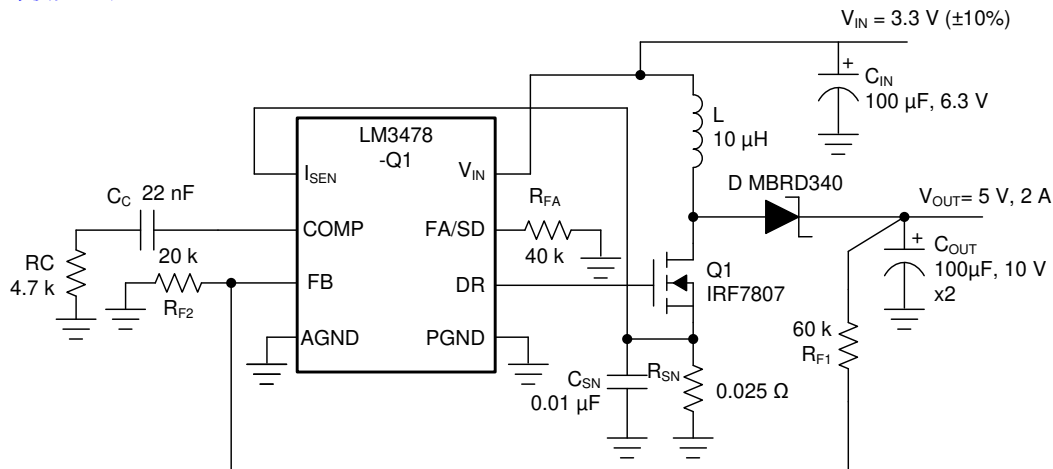 V_IN = 3.3 V (±10%)
C_IN
100 µF, 6.3 V
+
L
10 µH
LM3478
-Q1
I_SEN
V_IN
COMP
FA/SD
FB
DR
AGND
PGND
C_C
22 nF
RC
4.7 k
20 k
R_F2
R_FA
40 k
D MBRD340
V_OUT= 5 V, 2 A
+
C_OUT
100µF, 10 V
x2
Q1
IRF7807
60 k
R_F1
C_SN
0.01 µF
R_SN
0.025 Ω